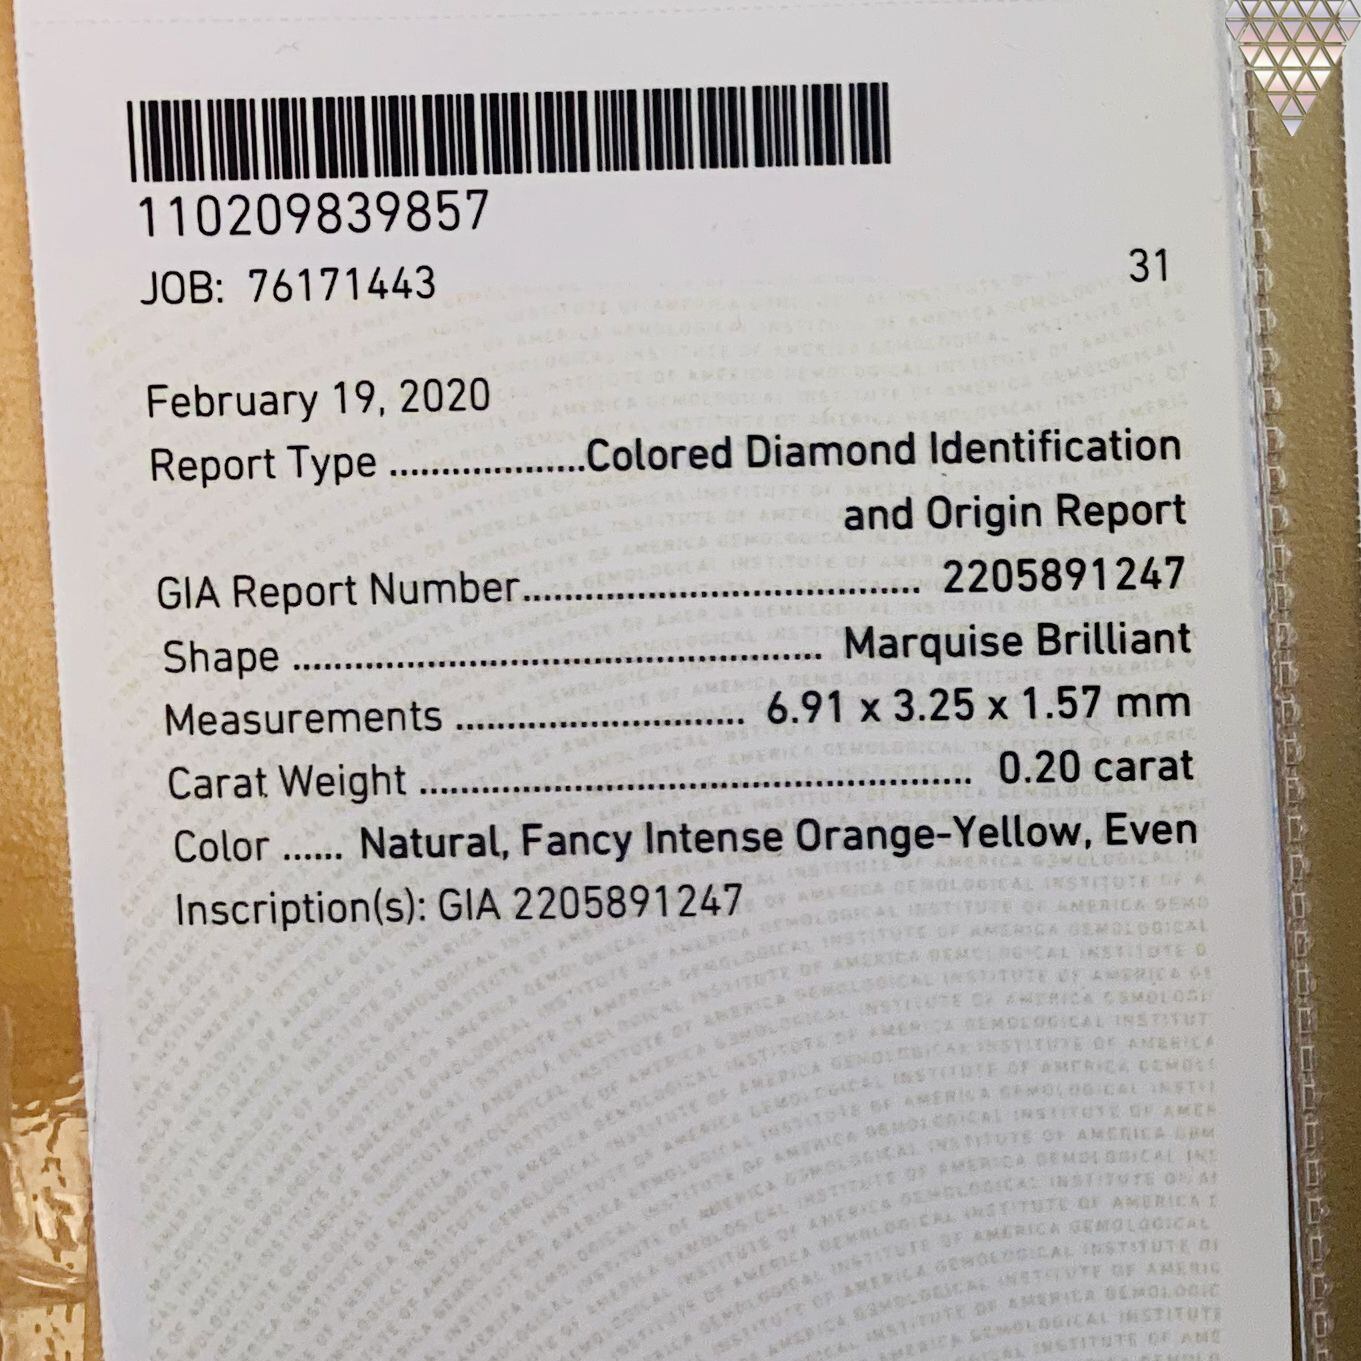 110209839857
JOB: 76171443
31
February 19, 2020
Report Type ...................Colored Diamond Identification
and Origin Report
GIA Report Number...................................... 2205891247
Shape ................................................... Marquise Brilliant
Measurements ............................ 6.91 x 3.25 x 1.57 mm
Carat Weight ..................................................... 0.20 carat
Color ...... Natural, Fancy Intense Orange-Yellow, Even
Inscription(s): GIA 2205891247